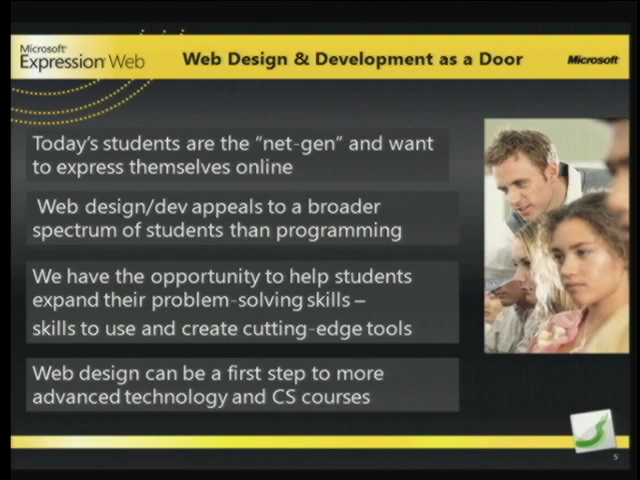 Microsoft®
Expression® Web
Web Design & Development as a Door
Microsoft®
Today's students are the "net-gen" and want
to express themselves online
Web design/dev appeals to a broader
spectrum of students than programming
We have the opportunity to help students
expand their problem-solving skills –
skills to use and create cutting-edge tools
Web design can be a first step to more
advanced technology and CS courses
5